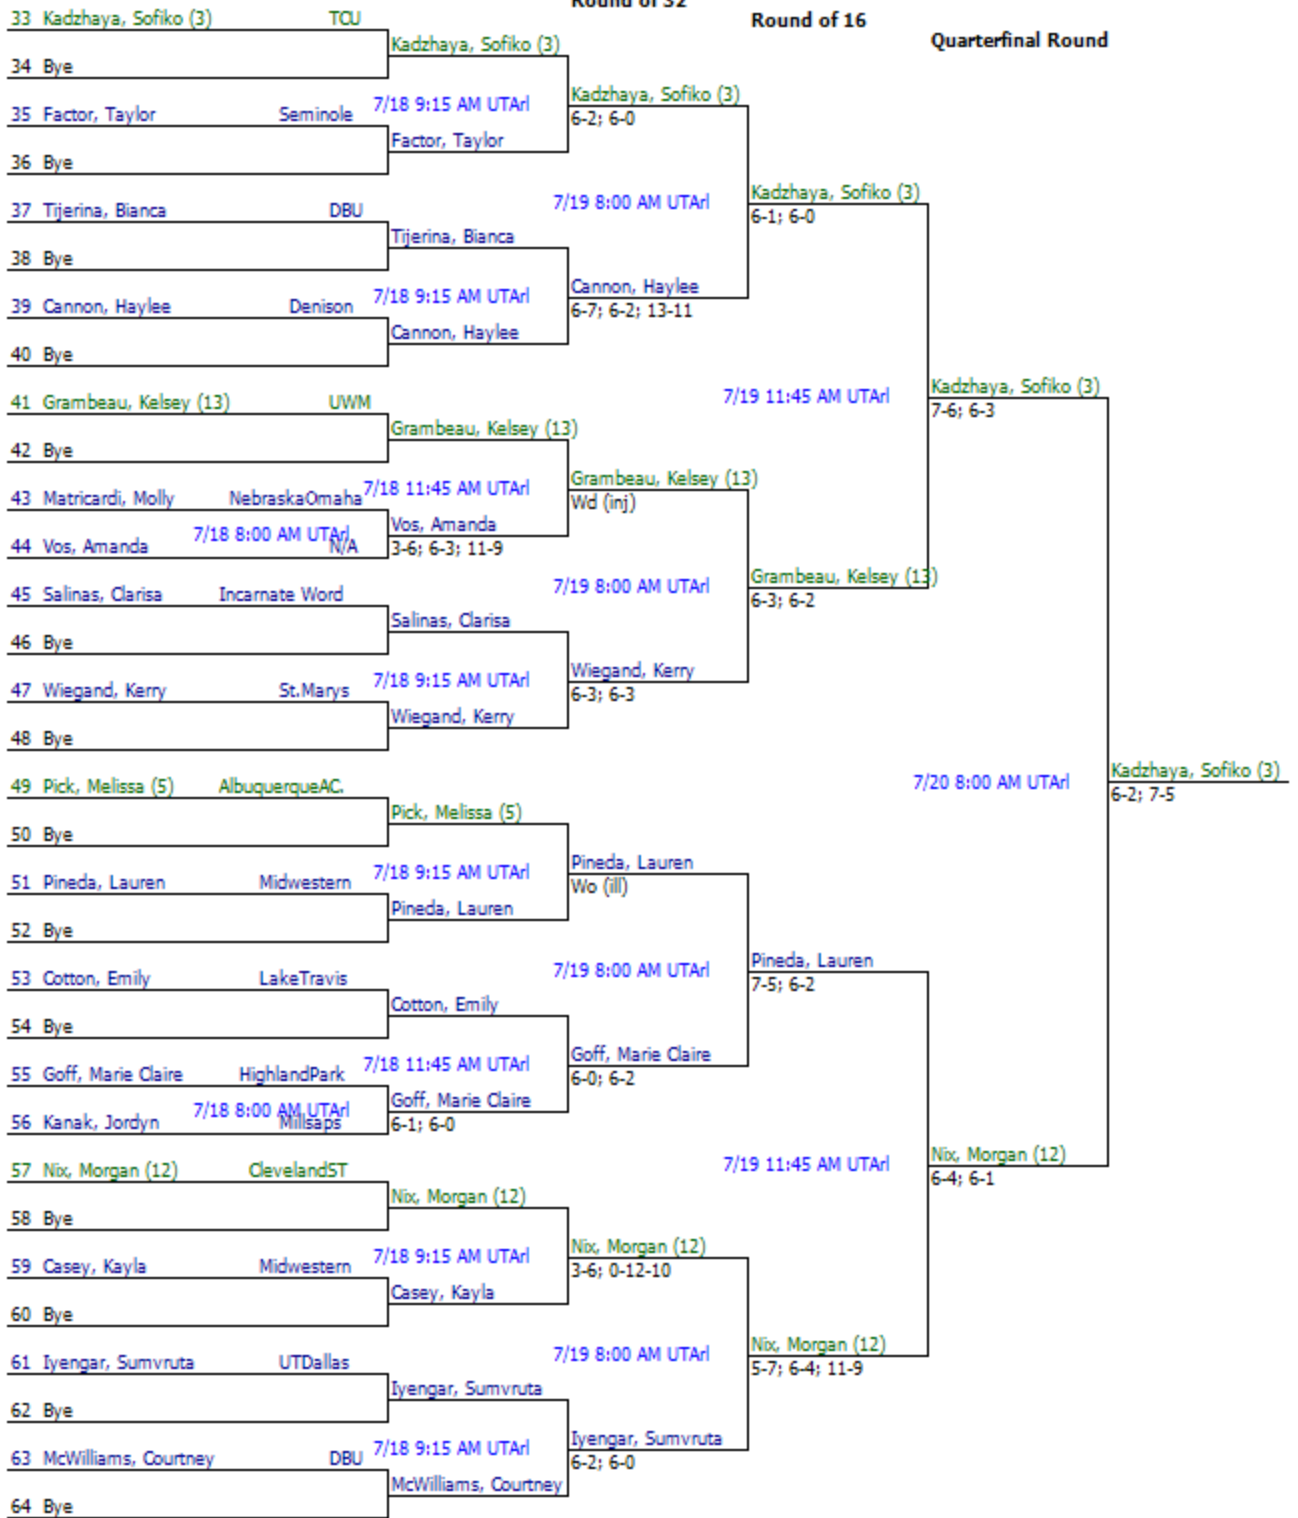 Round of 32
Round of 16
Quarterfinal Round
33 Kadzhaya, Sofiko (3) TCU
Kadzhaya, Sofiko (3)
34 Bye
Kadzhaya, Sofiko (3)
7/18 9:15 AM UTArl
35 Factor, Taylor Seminole
6-2; 6-0
Factor, Taylor
36 Bye
Kadzhaya, Sofiko (3)
7/19 8:00 AM UTArl
37 Tijerina, Bianca DBU
6-1; 6-0
Tijerina, Bianca
38 Bye
Cannon, Haylee
7/18 9:15 AM UTArl
39 Cannon, Haylee Denison
6-7; 6-2; 13-11
Cannon, Haylee
40 Bye
Kadzhaya, Sofiko (3)
7/19 11:45 AM UTArl
41 Grambeau, Kelsey (13) UWM
7-6; 6-3
Grambeau, Kelsey (13)
42 Bye
Grambeau, Kelsey (13)
7/18 11:45 AM UTArl
43 Matricardi, Molly NebraskaOmaha
Wd (inj)
Vos, Amanda
7/18 8:00 AM UTArl
44 Vos, Amanda N/A
3-6; 6-3; 11-9
Grambeau, Kelsey (13)
7/19 8:00 AM UTArl
45 Salinas, Clarisa Incarnate Word
6-3; 6-2
Salinas, Clarisa
46 Bye
Wiegand, Kerry
7/18 9:15 AM UTArl
47 Wiegand, Kerry St.Marys
6-3; 6-3
Wiegand, Kerry
48 Bye
Kadzhaya, Sofiko (3)
7/20 8:00 AM UTArl
49 Pick, Melissa (5) AlbuquerqueAC.
6-2; 7-5
Pick, Melissa (5)
50 Bye
Pineda, Lauren
7/18 9:15 AM UTArl
51 Pineda, Lauren Midwestern
Wo (ill)
Pineda, Lauren
52 Bye
Pineda, Lauren
7/19 8:00 AM UTArl
53 Cotton, Emily LakeTravis
7-5; 6-2
Cotton, Emily
54 Bye
Goff, Marie Claire
7/18 11:45 AM UTArl
55 Goff, Marie Claire HighlandPark
6-0; 6-2
Goff, Marie Claire
7/18 8:00 AM UTArl
56 Kanak, Jordyn Millsaps
6-1; 6-0
Nix, Morgan (12)
7/19 11:45 AM UTArl
57 Nix, Morgan (12) ClevelandST
6-4; 6-1
Nix, Morgan (12)
58 Bye
Nix, Morgan (12)
7/18 9:15 AM UTArl
59 Casey, Kayla Midwestern
3-6; 0-12-10
Casey, Kayla
60 Bye
Nix, Morgan (12)
7/19 8:00 AM UTArl
61 Iyengar, Sumvruta UTDallas
5-7; 6-4; 11-9
Iyengar, Sumvruta
62 Bye
Iyengar, Sumvruta
7/18 9:15 AM UTArl
63 McWilliams, Courtney DBU
6-2; 6-0
McWilliams, Courtney
64 Bye